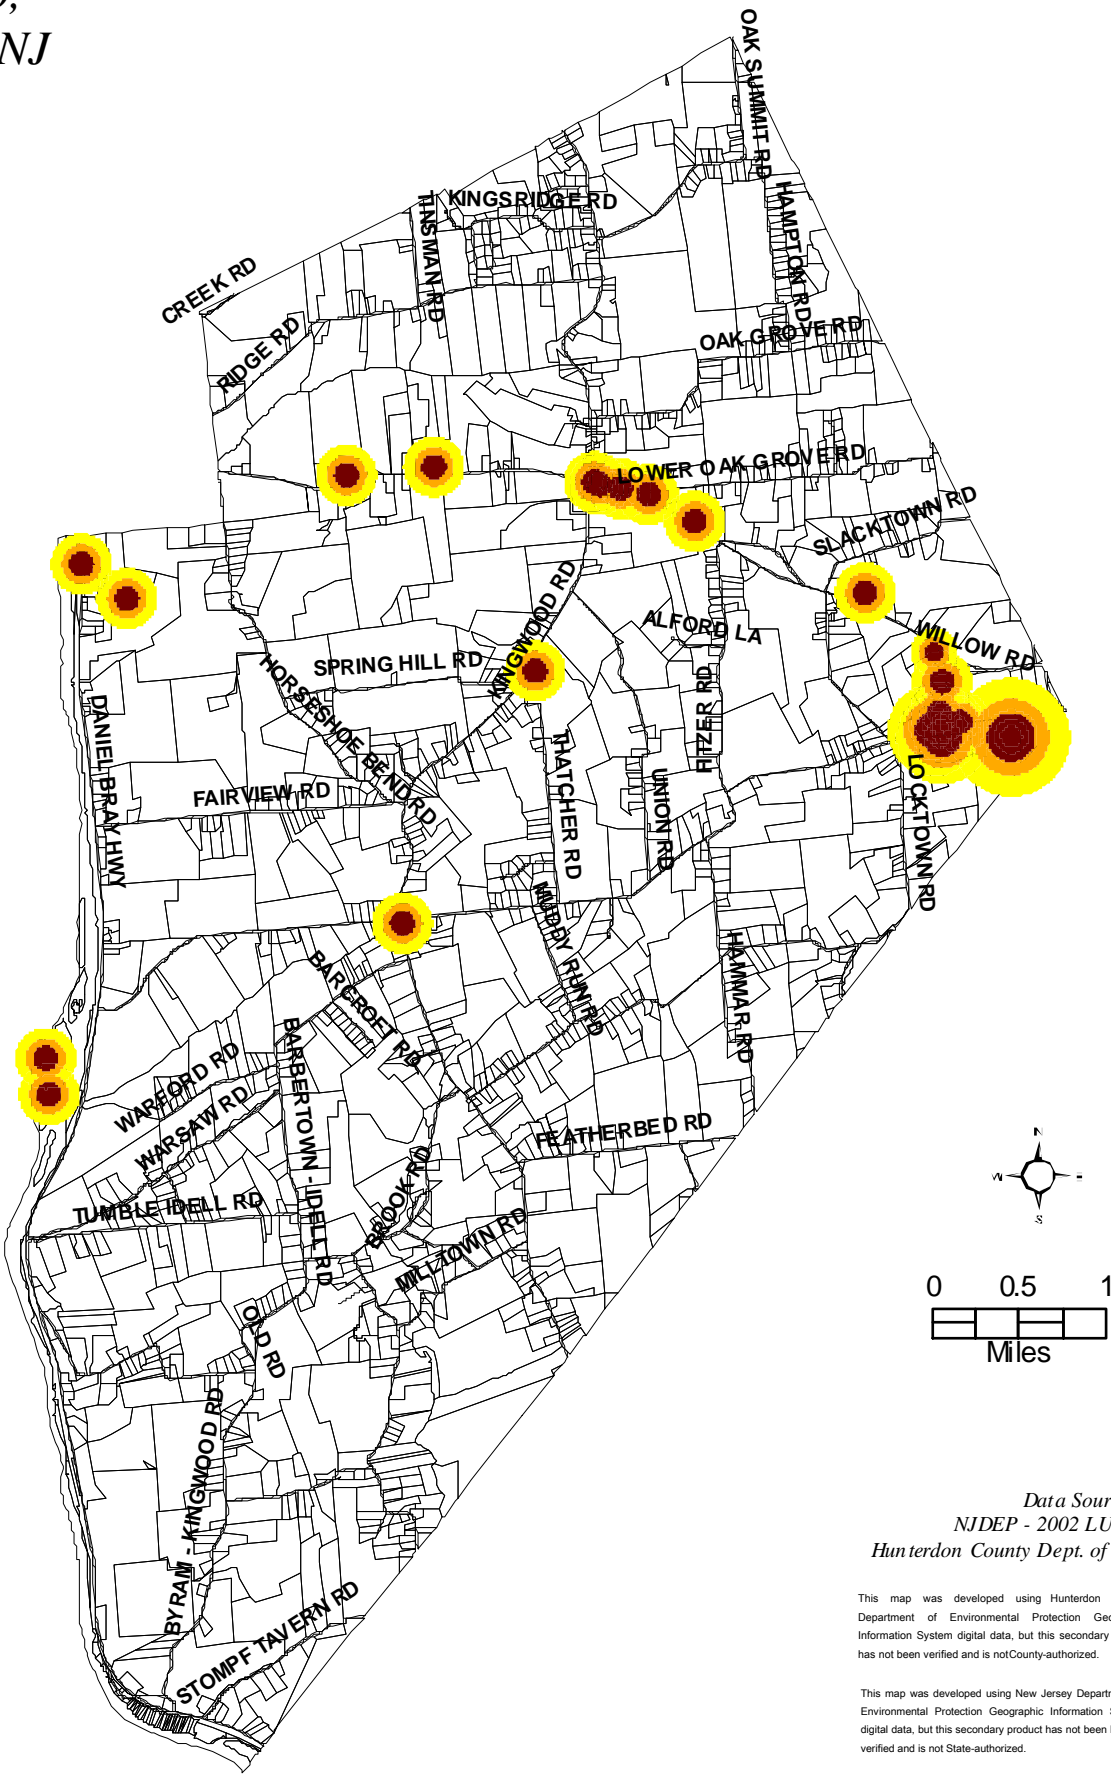 NJ
OAK SUMMIT RD
KINGSRIDGE RD
TINSMAN RD
HAMPTON RD
CREEK RD
RIDGE RD
OAK GROVE RD
LOWER OAK GROVE RD
SLACKTOWN RD
KINGWOOD RD
ALFORD LA
WILLOW RD
SPRING HILL RD
HORSESHOE BEND RD
FITZER RD
DANIEL BRAY HWY
THATCHER RD
UNION RD
LOCKTOWN RD
FAIRVIEW RD
MUDDY RUN RD
HAMMAR RD
BARCROFT RD
BARBERTOWN - IDELL RD
WARFORD RD
WARSAW RD
FEATHERBED RD
BROOK RD
TUMBLE IDELL RD
MILLTOWN RD
OLD RD
BYRAM - KINGWOOD RD
STOMPF TAVERN RD
N
W
S
0 0.5 1
Miles
Data Sour
NJDEP - 2002 LU
Hunterdon County Dept. of
This map was developed using Hunterdon
Department of Environmental Protection Geo
Information System digital data, but this secondary
has not been verified and is notCounty-authorized.
This map was developed using New Jersey Departm
Environmental Protection Geographic Information S
digital data, but this secondary product has not been
verified and is not State-authorized.